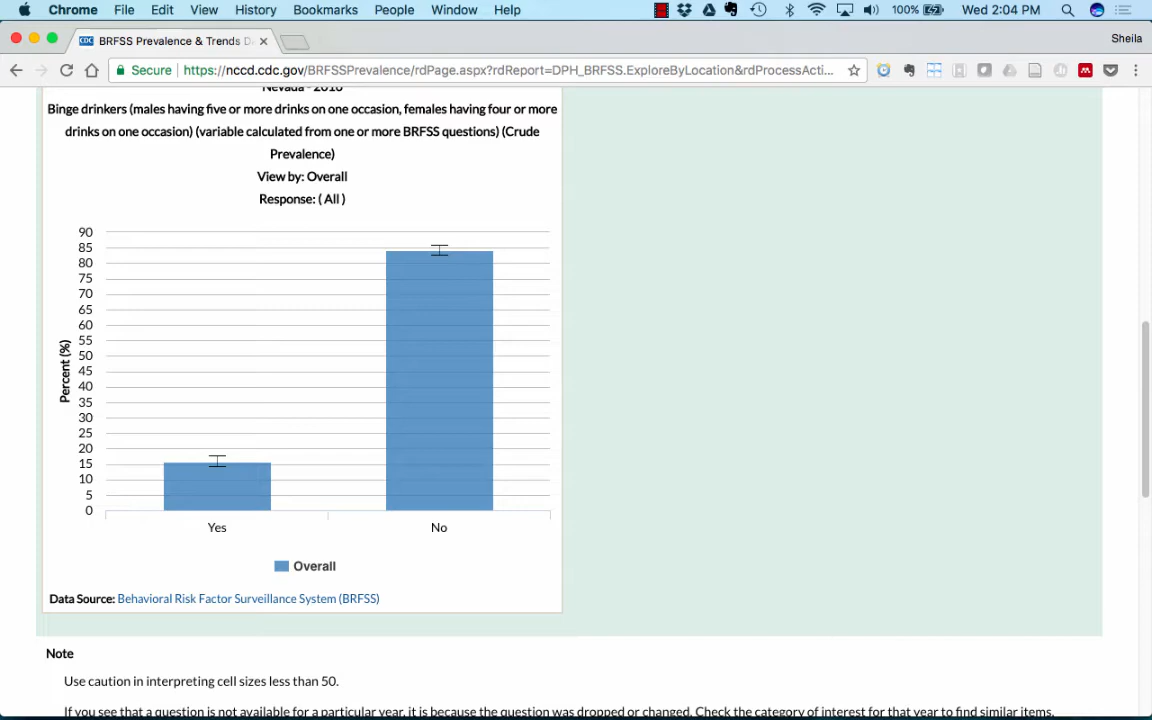 Chrome File Edit View History Bookmarks People Window Help 100% Wed 2:04 PM
CDC BRFSS Prevalence & Trends D Sheila
Secure https://nccd.cdc.gov/BRFSSPrevalence/rdPage.aspx?rdReport=DPH_BRFSS.ExploreByLocation&rdProcessActi...
Nevada - 2016
Binge drinkers (males having five or more drinks on one occasion, females having four or more
drinks on one occasion) (variable calculated from one or more BRFSS questions) (Crude
Prevalence)
View by: Overall
Response: ( All )
Percent (%)
90
85
80
75
70
65
60
55
50
45
40
35
30
25
20
15
10
5
0
Yes No
Overall
Data Source: Behavioral Risk Factor Surveillance System (BRFSS)
Note
Use caution in interpreting cell sizes less than 50.
If you see that a question is not available for a particular year, it is because the question was dropped or changed. Check the category of interest for that year to find similar items.